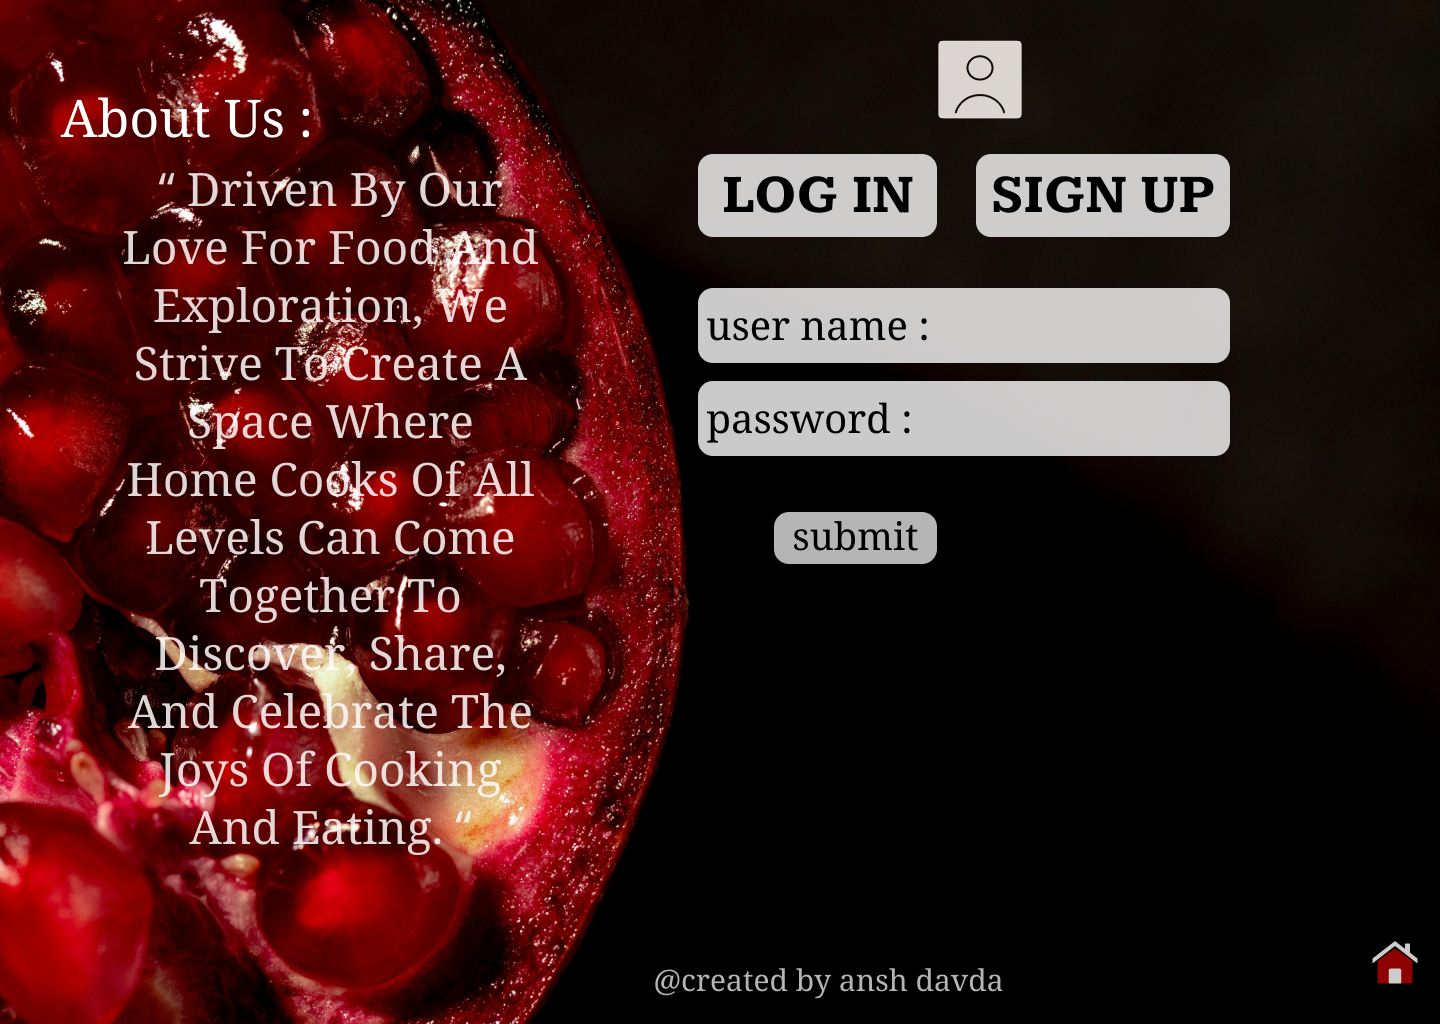 About Us :
“ Driven By Our
Love For Food And
Exploration, We
Strive To Create A
Space Where
Home Cooks Of All
Levels Can Come
Together To
Discover, Share,
And Celebrate The
Joys Of Cooking
And Eating. “
LOG IN
SIGN UP
user name :
password :
submit
@created by ansh davda